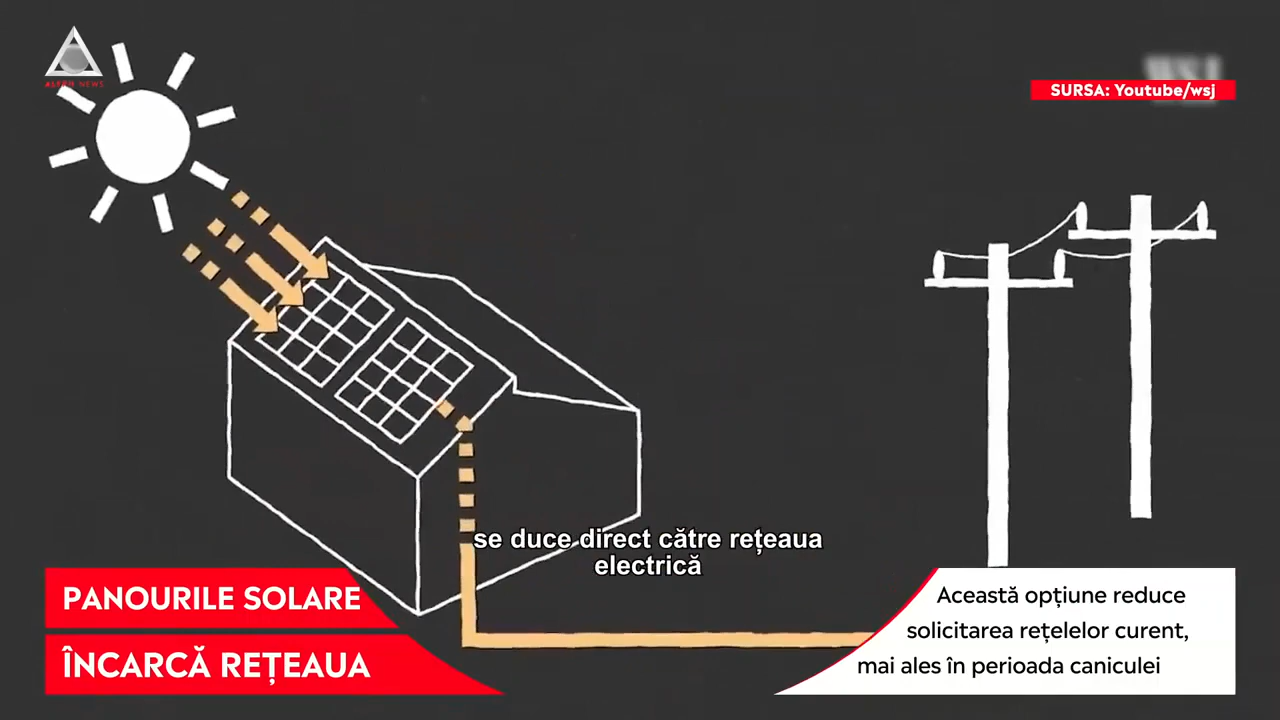 SURSA: Youtube/wsj
WSJ
se duce direct către rețeaua
electrică
PANOURILE SOLARE
ÎNCARCĂ REȚEAUA
Această opțiune reduce
solicitarea rețelelor curent,
mai ales în perioada caniculei